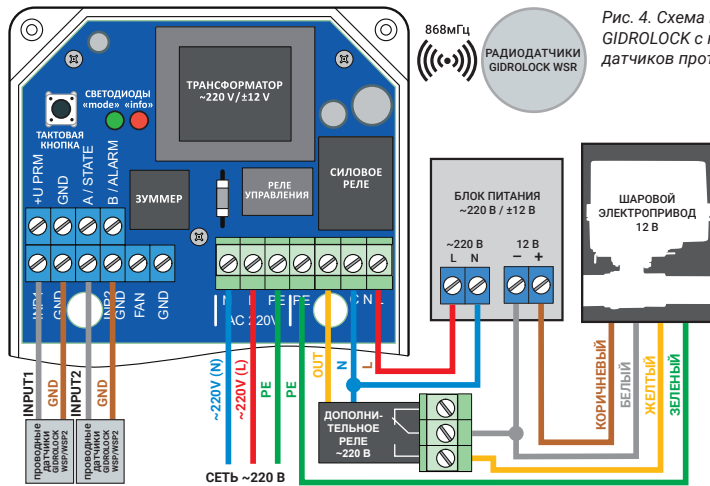 Рис. 4. Схема
GIDROLOCK с
датчиков
868мГц
РАДИОДАТЧИКИ
GIDROLOCK WSR
ТРАНСФОРМАТОР
~220 V/±12 V
СВЕТОДИОДЫ
«mode» «info»
ТАКТОВАЯ
КНОПКА
+U PRM
GND
A / STATE
B / ALARM
ЗУММЕР
РЕЛЕ
УПРАВЛЕНИЯ
СИЛОВОЕ
РЕЛЕ
БЛОК ПИТАНИЯ
~220 В / ±12 В
~220 В
L N
12 В
– +
ШАРОВОЙ
ЭЛЕКТРОПРИВОД
12 В
GND
INP2
GND
FAN
GND
N
PE
PE
C N L
AC 220V
INPUT1
GND
INPUT2
GND
~220V (N)
~220V (L)
PE
PE
OUT
N
L
КОРИЧНЕВЫЙ
БЕЛЫЙ
ЖЕЛТЫЙ
ЗЕЛЕНЫЙ
ДОПОЛНИ-
ТЕЛЬНОЕ
РЕЛЕ
~220 В
проводные
датчики
GIDROLOCK
WSP/WSP2
проводные
датчики
GIDROLOCK
WSP/WSP2
СЕТЬ ~220 В